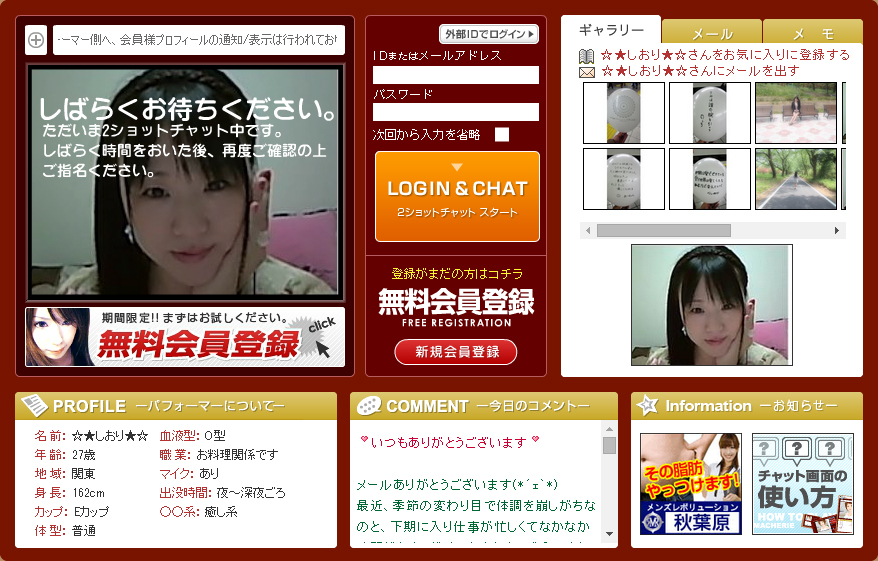 ーマー側へ、会員様プロフィールの通知/表示は行われており
しばらくお待ちください。
ただいま2ショットチャット中です。
しばらく時間をおいた後、再度ご確認の上
ご指名ください。
期間限定!! まずはお試しください。
無料会員登録
click
外部IDでログイン
IDまたはメールアドレス
パスワード
次回から入力を省略
LOGIN & CHAT
2ショットチャット スタート
登録がまだの方はコチラ
無料会員登録
FREE REGISTRATION
新規会員登録
ギャラリー メール メ モ
☆★しおり★☆さんをお気に入りに登録する
☆★しおり★☆さんにメールを出す
PROFILE ―パフォーマーについて―
名前: ☆★しおり★☆ 血液型: O型
年齢: 27歳 職業: お料理関係です
地域: 関東 マイク: あり
身長: 162cm 出没時間: 夜～深夜ごろ
カップ: Eカップ 〇〇系: 癒し系
体型: 普通
COMMENT ―今日のコメント―
いつもありがとうございます
メールありがとうございます(*´ｪ`*)
最近、季節の変わり目で体調を崩しがちな
のと、下期に入り仕事が忙しくてなかなか
Information ―お知らせ―
その脂肪
やっつけます!
メンズレボリューション
秋葉原
チャット画面の
使い方
HOW TO
MACHERIE